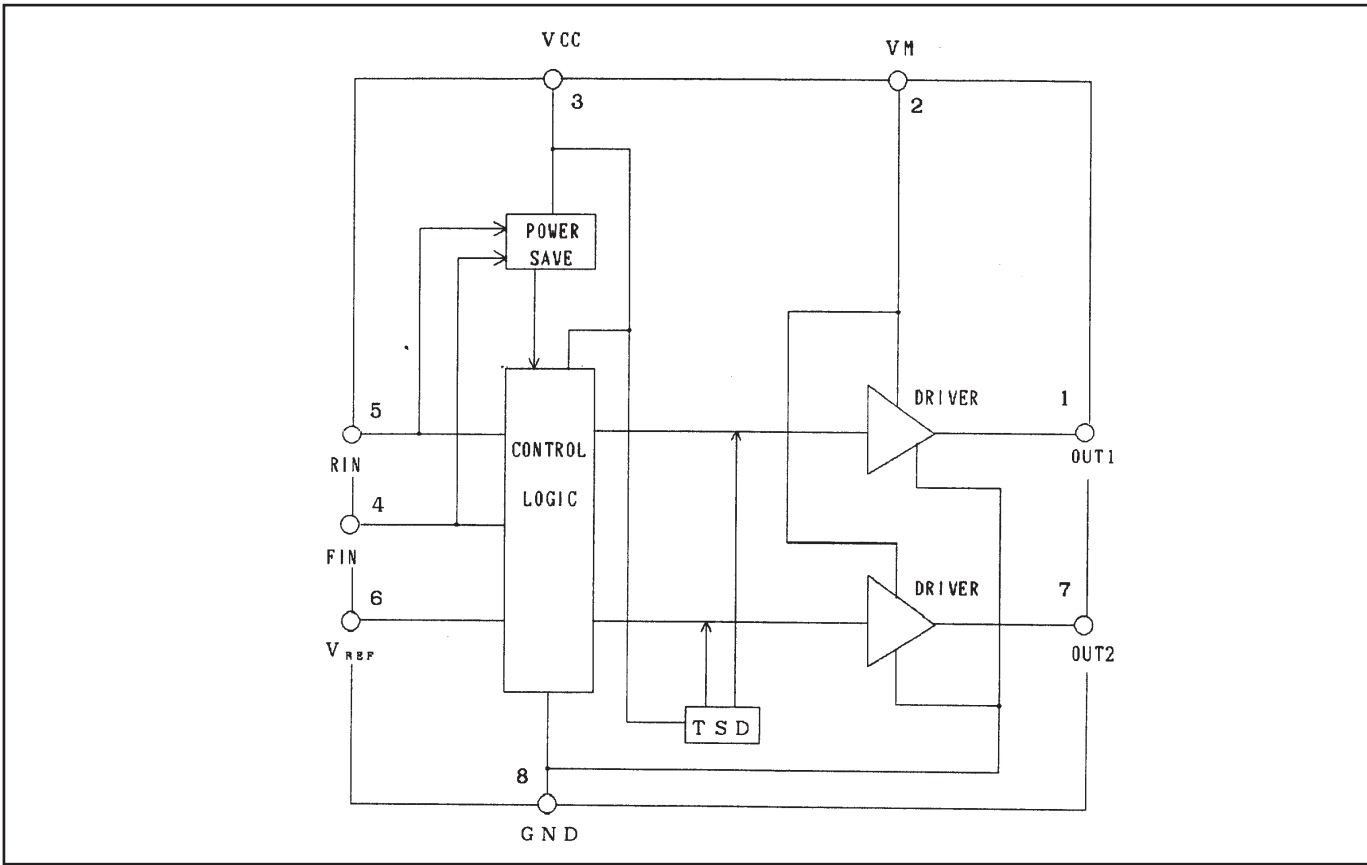 VCC
VM
3
2
POWER
SAVE
5
RIN
CONTROL
LOGIC
DRIVER
1
OUT1
4
FIN
6
VREF
DRIVER
7
OUT2
TSD
8
GND